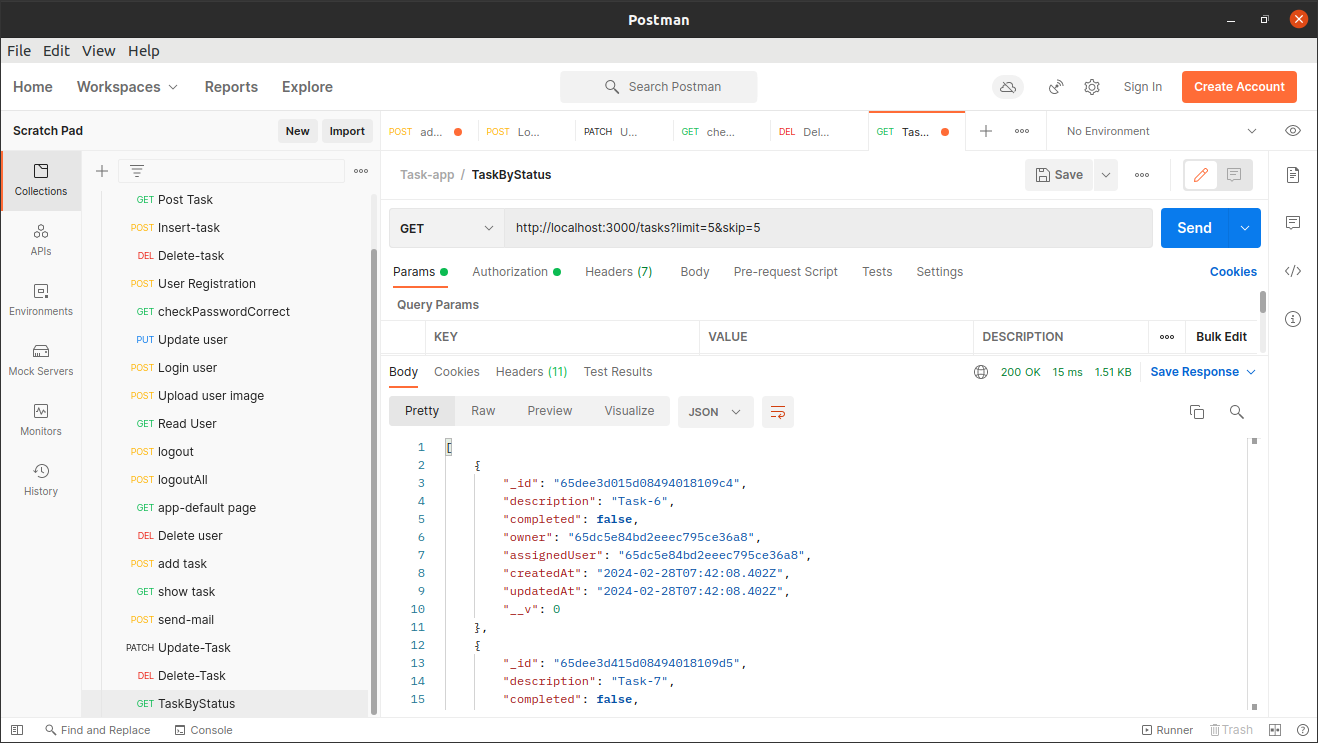 Postman
File Edit View Help
Home Workspaces Reports Explore Search Postman Sign In Create Account
Scratch Pad New Import
POST ad... POST Lo... PATCH U... GET che... DEL Del... GET Tas... No Environment
Collections
APIs
Environments
Mock Servers
Monitors
History
GET Post Task
POST Insert-task
DEL Delete-task
POST User Registration
GET checkPasswordCorrect
PUT Update user
POST Login user
POST Upload user image
GET Read User
POST logout
POST logoutAll
GET app-default page
DEL Delete user
POST add task
GET show task
POST send-mail
PATCH Update-Task
DEL Delete-Task
GET TaskByStatus
Task-app / TaskByStatus Save
GET http://localhost:3000/tasks?limit=5&skip=5 Send
Params Authorization Headers (7) Body Pre-request Script Tests Settings Cookies
Query Params
KEY VALUE DESCRIPTION Bulk Edit
Body Cookies Headers (11) Test Results 200 OK 15 ms 1.51 KB Save Response
Pretty Raw Preview Visualize JSON
1 [
2 {
3 "_id": "65dee3d015d08494018109c4",
4 "description": "Task-6",
5 "completed": false,
6 "owner": "65dc5e84bd2eeec795ce36a8",
7 "assignedUser": "65dc5e84bd2eeec795ce36a8",
8 "createdAt": "2024-02-28T07:42:08.402Z",
9 "updatedAt": "2024-02-28T07:42:08.402Z",
10 "__v": 0
11 },
12 {
13 "_id": "65dee3d415d08494018109d5",
14 "description": "Task-7",
15 "completed": false,
Find and Replace Console Runner Trash